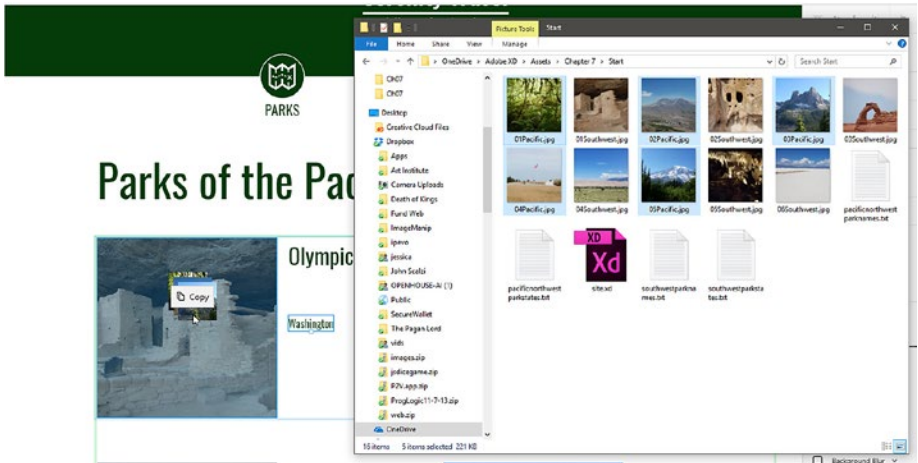 PARKS
Parks of the Pac
Olympic
Copy
Washington
Picture Tools
Start
File
Home
Share
View
Manage
OneDrive > Adobe XD > Assets > Chapter 7 > Start
Search Start
Ch07
Ch07
Desktop
Creative Cloud Files
Dropbox
Apps
Art Institute
Camera Uploads
Death of Kings
Fund Web
ImageManip
ipevo
jessica
John Scalzi
OPENHOUSE-AI (1)
Public
SecureWallet
The Pagan Lord
vids
images.zip
jodicogame.zip
P2V.app.zip
ProgLogic11-7-13.zip
web.zip
OneDrive
01Pacific.jpg
01Southwest.jpg
02Pacific.jpg
02Southwest.jpg
03Pacific.jpg
03Southwest.jpg
04Pacific.jpg
04Southwest.jpg
05Pacific.jpg
05Southwest.jpg
06Southwest.jpg
pacificnorthwest
parknames.txt
pacificnorthwest
parkstates.txt
XD
Xd
site.xd
southwestparkna
mes.txt
southwestparksta
tes.txt
16 items
5 items selected 221 KB
Background Blur